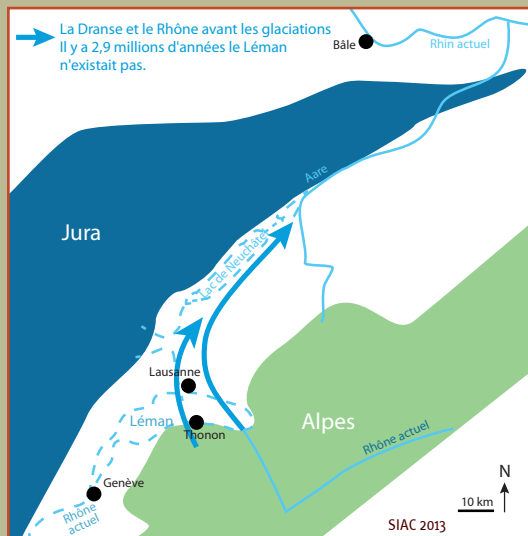 La Dranse et le Rhône avant les glaciations
Il y a 2,9 millions d'années le Léman
n'existait pas.
Bâle
Rhin actuel
Aare
Jura
Lac de Neuchâtel
Lausanne
Léman
Thonon
Alpes
Rhône actuel
Genève
Rhône
actuel
N
10 km
SIAC 2013